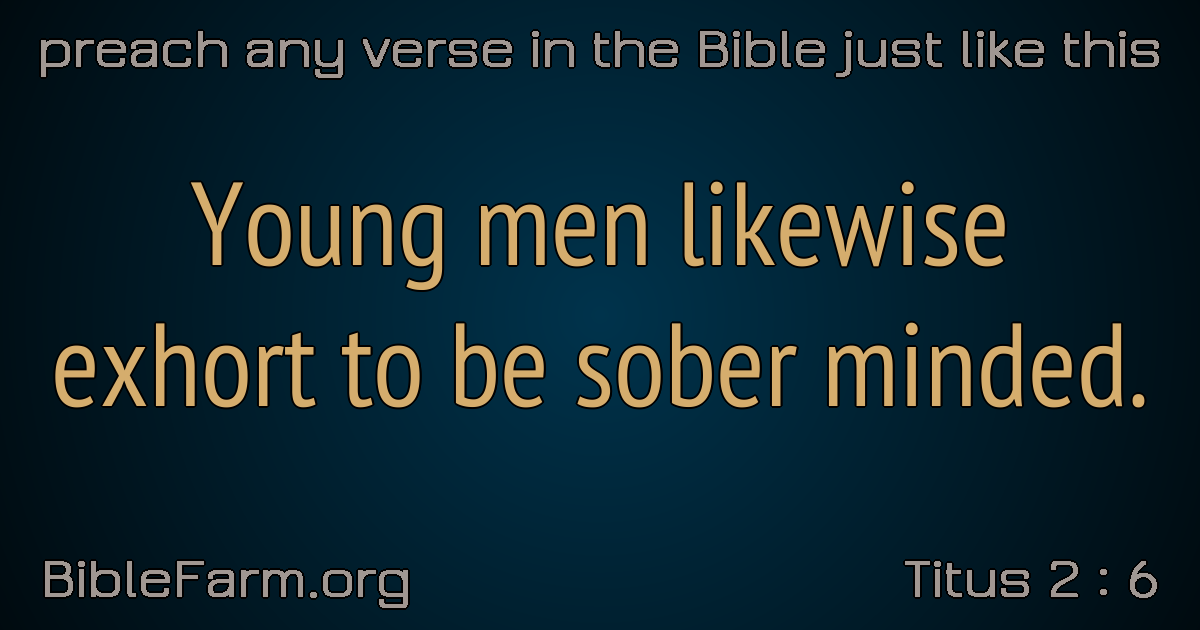 preach any verse in the Bible just like this
Young men likewise
exhort to be sober minded.
BibleFarm.org
Titus 2 : 6